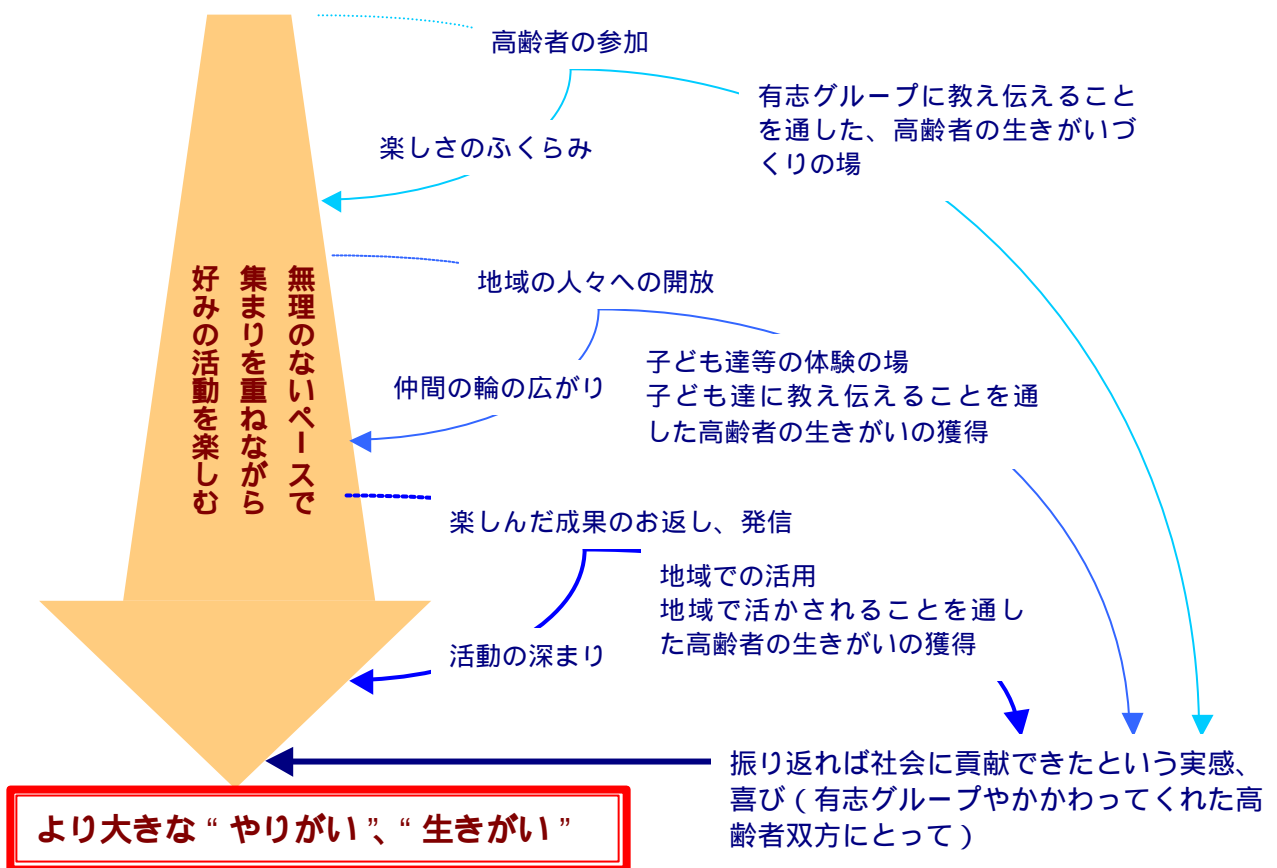 高齢者の参加
有志グループに教え伝えること
を通した、高齢者の生きがいづ
くりの場
楽しさのふくらみ
無理のないペースで
集まりを重ねながら
好みの活動を楽しむ
地域の人々への開放
子ども達等の体験の場
子ども達に教え伝えることを通
した高齢者の生きがいの獲得
仲間の輪の広がり
楽しんだ成果のお返し、発信
地域での活用
地域で活かされることを通し
た高齢者の生きがいの獲得
活動の深まり
振り返れば社会に貢献できたという実感、
喜び（有志グループやかかわってくれた高
齢者双方にとって）
より大きな“やりがい”、“生きがい”